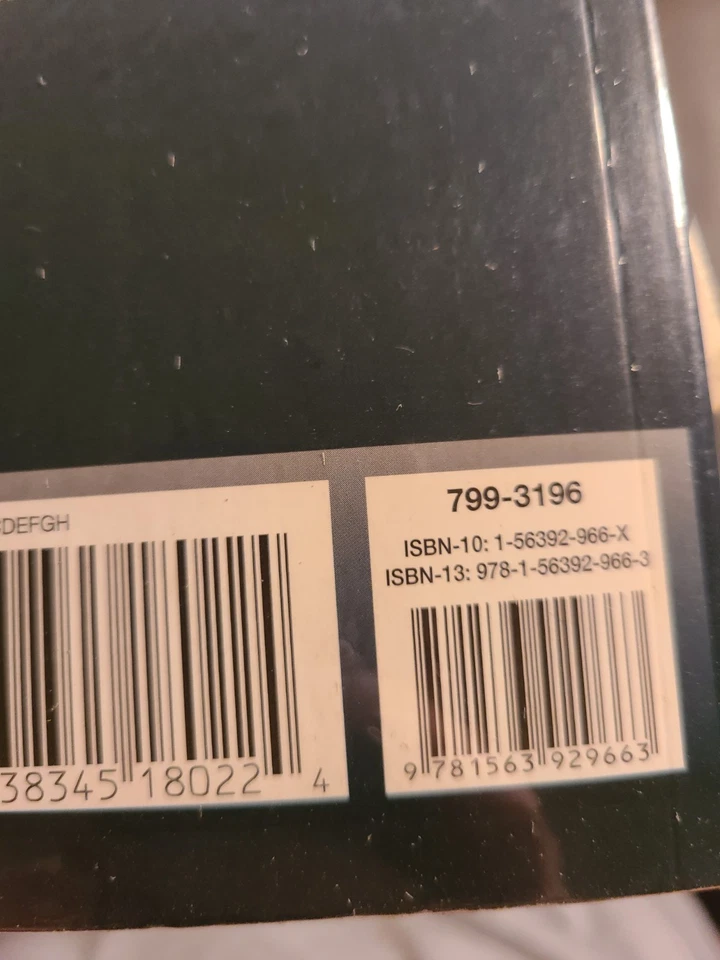 CDEFGH
38345 18022 4
799-3196
ISBN-10: 1-56392-966-X
ISBN-13: 978-1-56392-966-3
9 781563 929663